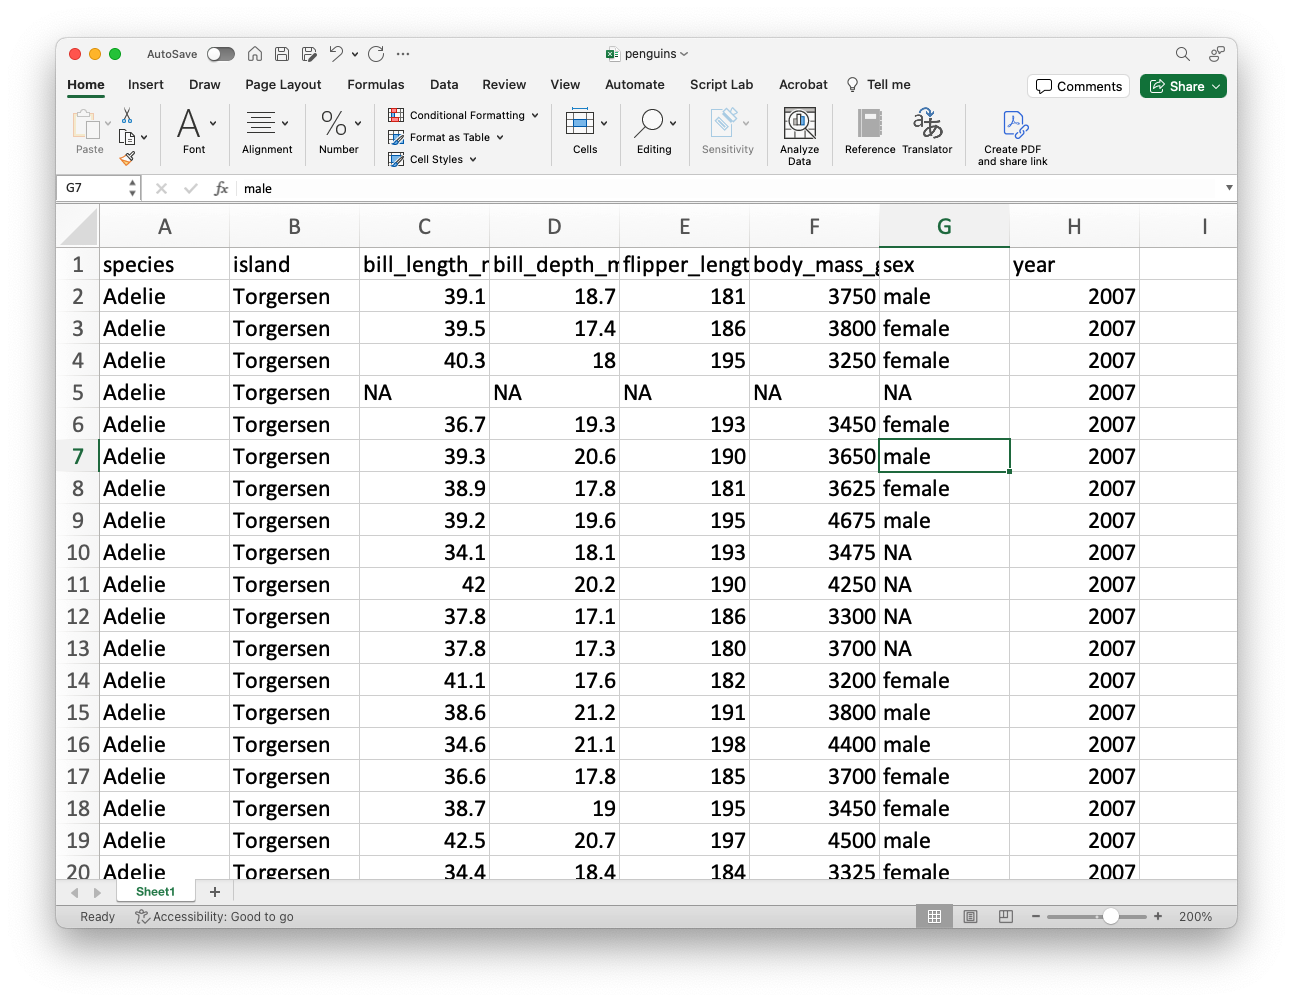 AutoSave penguins
Home Insert Draw Page Layout Formulas Data Review View Automate Script Lab Acrobat Tell me Comments Share
Paste Font Alignment Number Conditional Formatting Format as Table Cell Styles Cells Editing Sensitivity Analyze Data Reference Translator Create PDF and share link
G7 fx male
A B C D E F G H I
1 species island bill_length_m bill_depth_m flipper_lengt body_mass_g sex year
2 Adelie Torgersen 39.1 18.7 181 3750 male 2007
3 Adelie Torgersen 39.5 17.4 186 3800 female 2007
4 Adelie Torgersen 40.3 18 195 3250 female 2007
5 Adelie Torgersen NA NA NA NA NA 2007
6 Adelie Torgersen 36.7 19.3 193 3450 female 2007
7 Adelie Torgersen 39.3 20.6 190 3650 male 2007
8 Adelie Torgersen 38.9 17.8 181 3625 female 2007
9 Adelie Torgersen 39.2 19.6 195 4675 male 2007
10 Adelie Torgersen 34.1 18.1 193 3475 NA 2007
11 Adelie Torgersen 42 20.2 190 4250 NA 2007
12 Adelie Torgersen 37.8 17.1 186 3300 NA 2007
13 Adelie Torgersen 37.8 17.3 180 3700 NA 2007
14 Adelie Torgersen 41.1 17.6 182 3200 female 2007
15 Adelie Torgersen 38.6 21.2 191 3800 male 2007
16 Adelie Torgersen 34.6 21.1 198 4400 male 2007
17 Adelie Torgersen 36.6 17.8 185 3700 female 2007
18 Adelie Torgersen 38.7 19 195 3450 female 2007
19 Adelie Torgersen 42.5 20.7 197 4500 male 2007
20 Adelie Torgersen 34.4 18.4 184 3325 female 2007
Sheet1
Ready Accessibility: Good to go 200%